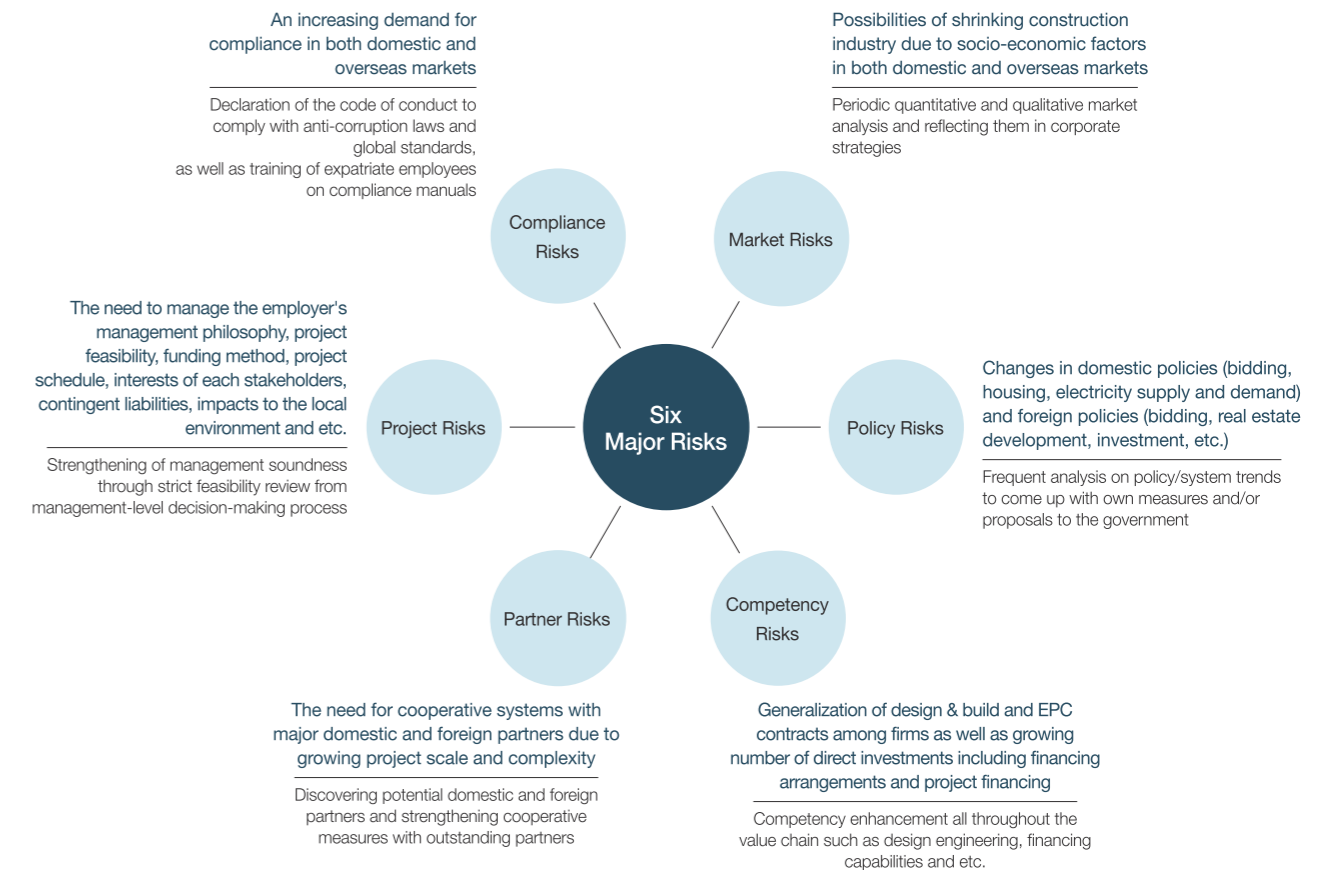 An increasing demand for
compliance in both domestic and
overseas markets
Declaration of the code of conduct to
comply with anti-corruption laws and
global standards,
as well as training of expatriate employees
on compliance manuals
Compliance
Risks
Possibilities of shrinking construction
industry due to socio-economic factors
in both domestic and overseas markets
Periodic quantitative and qualitative market
analysis and reflecting them in corporate
strategies
Market Risks
The need to manage the employer's
management philosophy, project
feasibility, funding method, project
schedule, interests of each stakeholders,
contingent liabilities, impacts to the local
environment and etc.
Strengthening of management soundness
through strict feasibility review from
management-level decision-making process
Project Risks
Six
Major Risks
Policy Risks
Changes in domestic policies (bidding,
housing, electricity supply and demand)
and foreign policies (bidding, real estate
development, investment, etc.)
Frequent analysis on policy/system trends
to come up with own measures and/or
proposals to the government
Partner Risks
The need for cooperative systems with
major domestic and foreign partners due to
growing project scale and complexity
Discovering potential domestic and foreign
partners and strengthening cooperative
measures with outstanding partners
Competency
Risks
Generalization of design & build and EPC
contracts among firms as well as growing
number of direct investments including financing
arrangements and project financing
Competency enhancement all throughout the
value chain such as design engineering, financing
capabilities and etc.